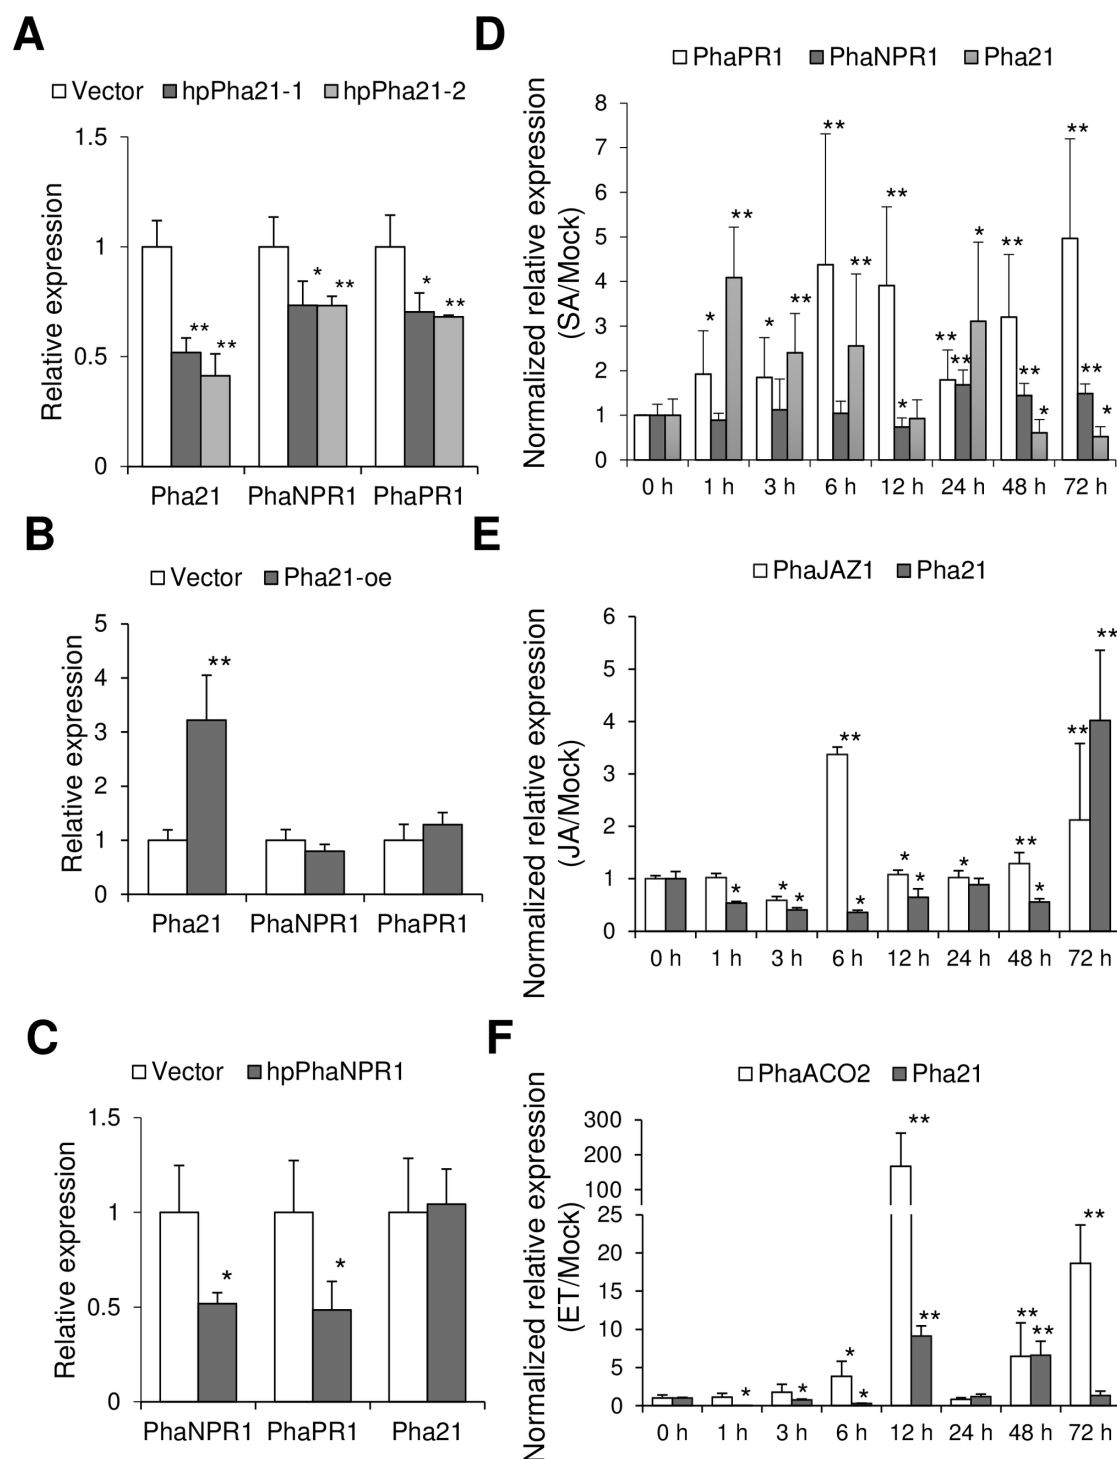 A
Vector hpPha21-1 hpPha21-2
Relative expression
1.5
1
0.5
0
** **
* **
* **
Pha21 PhaNPR1 PhaPR1
B
Vector Pha21-oe
Relative expression
5
4
3
2
1
0
**
Pha21 PhaNPR1 PhaPR1
C
Vector hpPhaNPR1
Relative expression
1.5
1
0.5
0
* *
PhaNPR1 PhaPR1 Pha21
D
PhaPR1 PhaNPR1 Pha21
Normalized relative expression
(SA/Mock)
8
7
6
5
4
3
2
1
0
* **
* **
** **
** *
** ** *
** ** *
** ** *
0 h 1 h 3 h 6 h 12 h 24 h 48 h 72 h
E
PhaJAZ1 Pha21
Normalized relative expression
(JA/Mock)
6
5
4
3
2
1
0
*
* *
** *
* *
*
** *
** **
0 h 1 h 3 h 6 h 12 h 24 h 48 h 72 h
F
PhaACO2 Pha21
Normalized relative expression
(ET/Mock)
300
200
100
25
20
15
10
5
0
*
*
* *
** **
** **
**
0 h 1 h 3 h 6 h 12 h 24 h 48 h 72 h